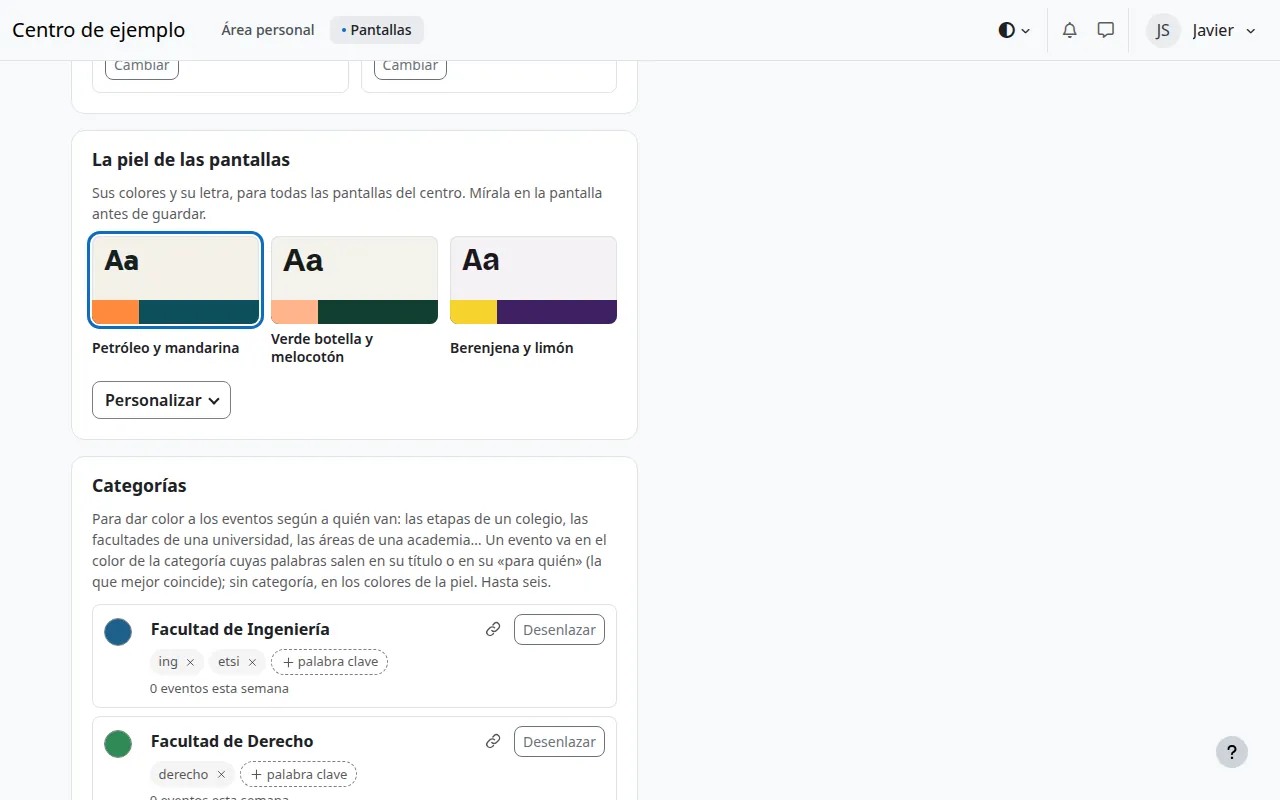 Centro de ejemplo
Área personal
Pantallas
JS
Javier
Cambiar
Cambiar
La piel de las pantallas
Sus colores y su letra, para todas las pantallas del centro. Mírala en la pantalla
antes de guardar.
Aa
Aa
Aa
Petróleo y mandarina
Verde botella y
melocotón
Berenjena y limón
Personalizar
Categorías
Para dar color a los eventos según a quién van: las etapas de un colegio, las
facultades de una universidad, las áreas de una academia... Un evento va en el
color de la categoría cuyas palabras salen en su título o en su «para quién» (la
que mejor coincide); sin categoría, en los colores de la piel. Hasta seis.
Facultad de Ingeniería
Desenlazar
ing
etsi
palabra clave
0 eventos esta semana
Facultad de Derecho
Desenlazar
derecho
palabra clave
0 eventos esta semana
?